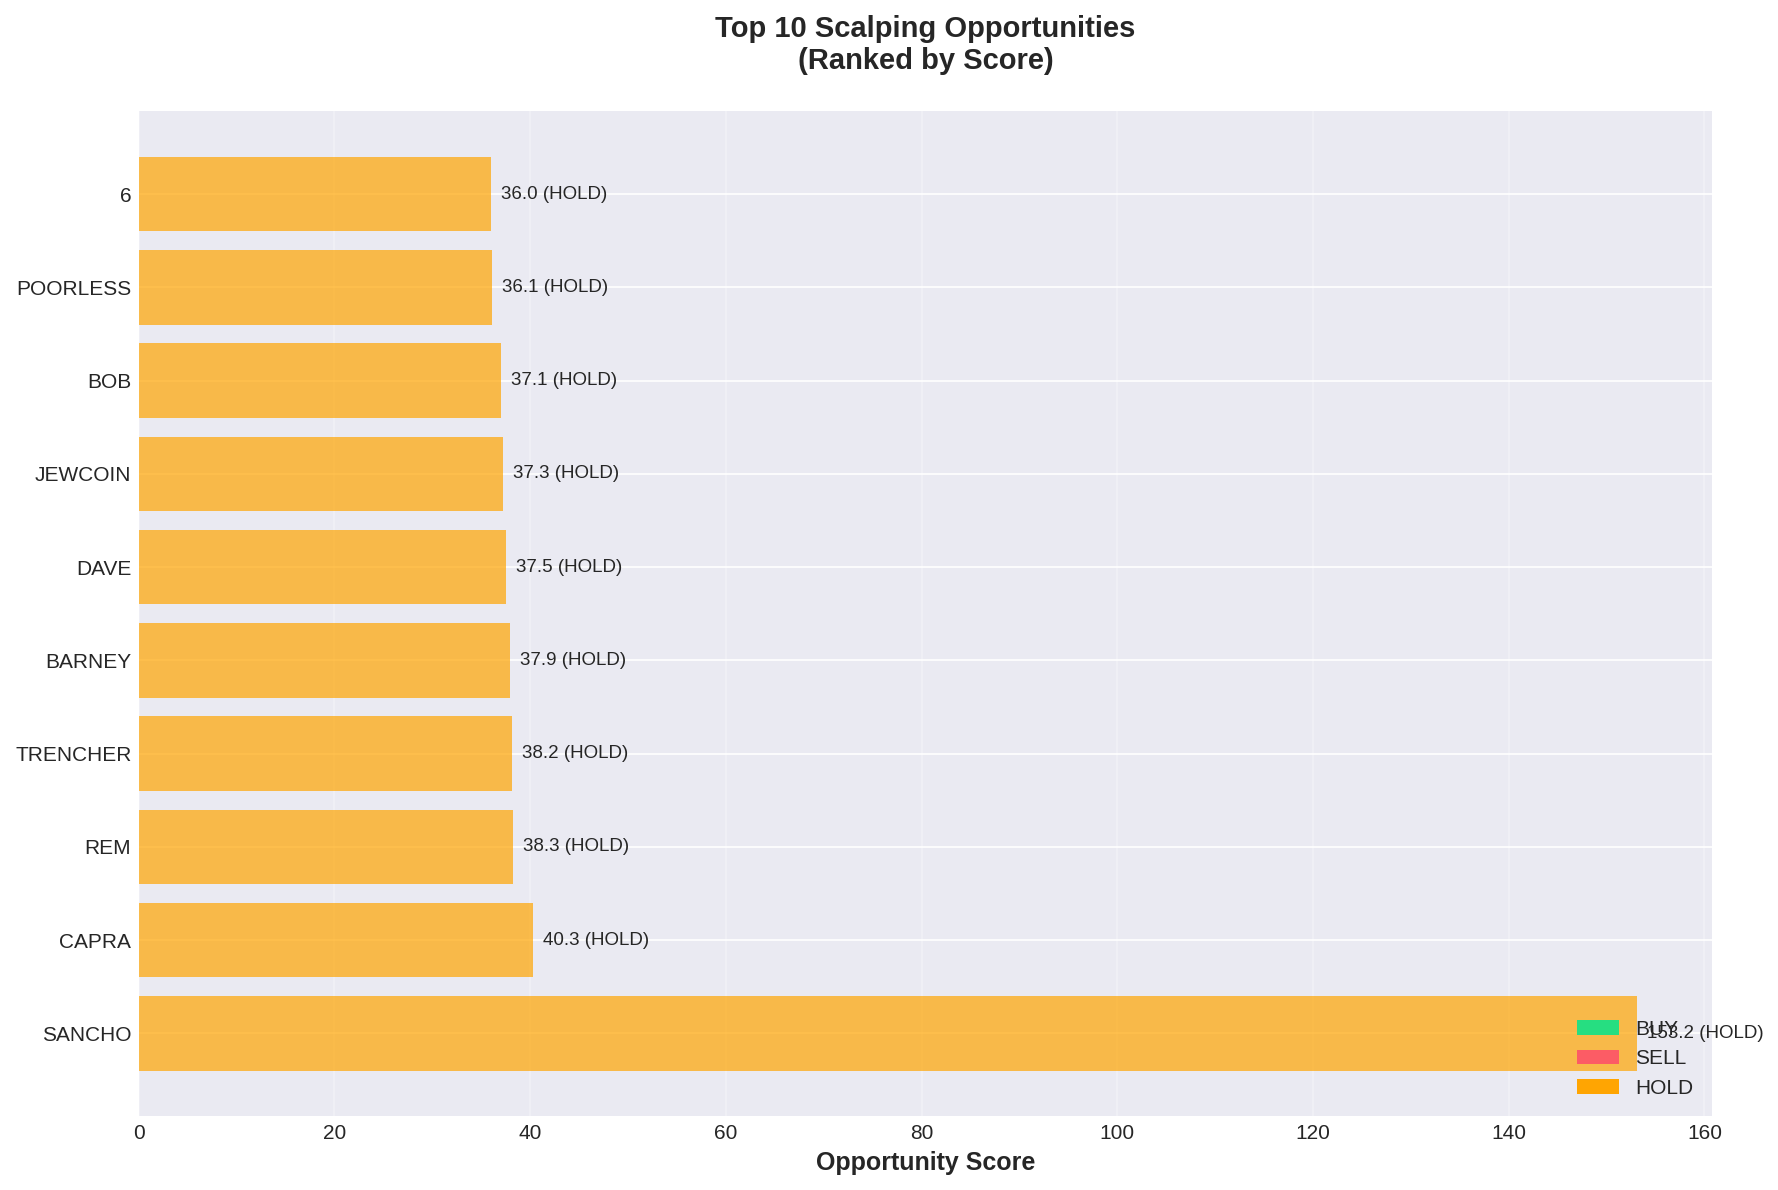 Top 10 Scalping Opportunities
(Ranked by Score)
6
36.0 (HOLD)
POORLESS
36.1 (HOLD)
BOB
37.1 (HOLD)
JEWCOIN
37.3 (HOLD)
DAVE
37.5 (HOLD)
BARNEY
37.9 (HOLD)
TRENCHER
38.2 (HOLD)
REM
38.3 (HOLD)
CAPRA
40.3 (HOLD)
SANCHO
153.2 (HOLD)
BUY
SELL
HOLD
0 20 40 60 80 100 120 140 160
Opportunity Score